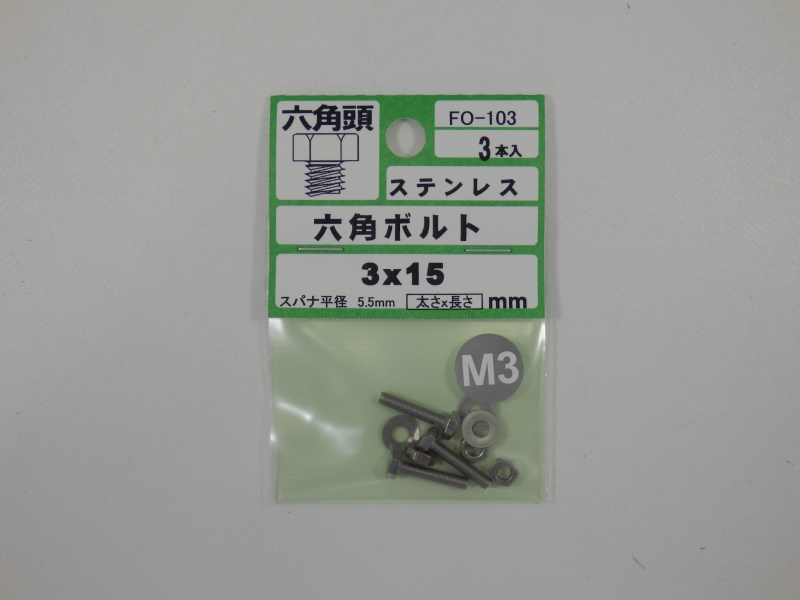 六角頭
FO-103
3本入
ステンレス
六角ボルト
3x15
スパナ平径 5.5mm 太さx長さ mm
M3